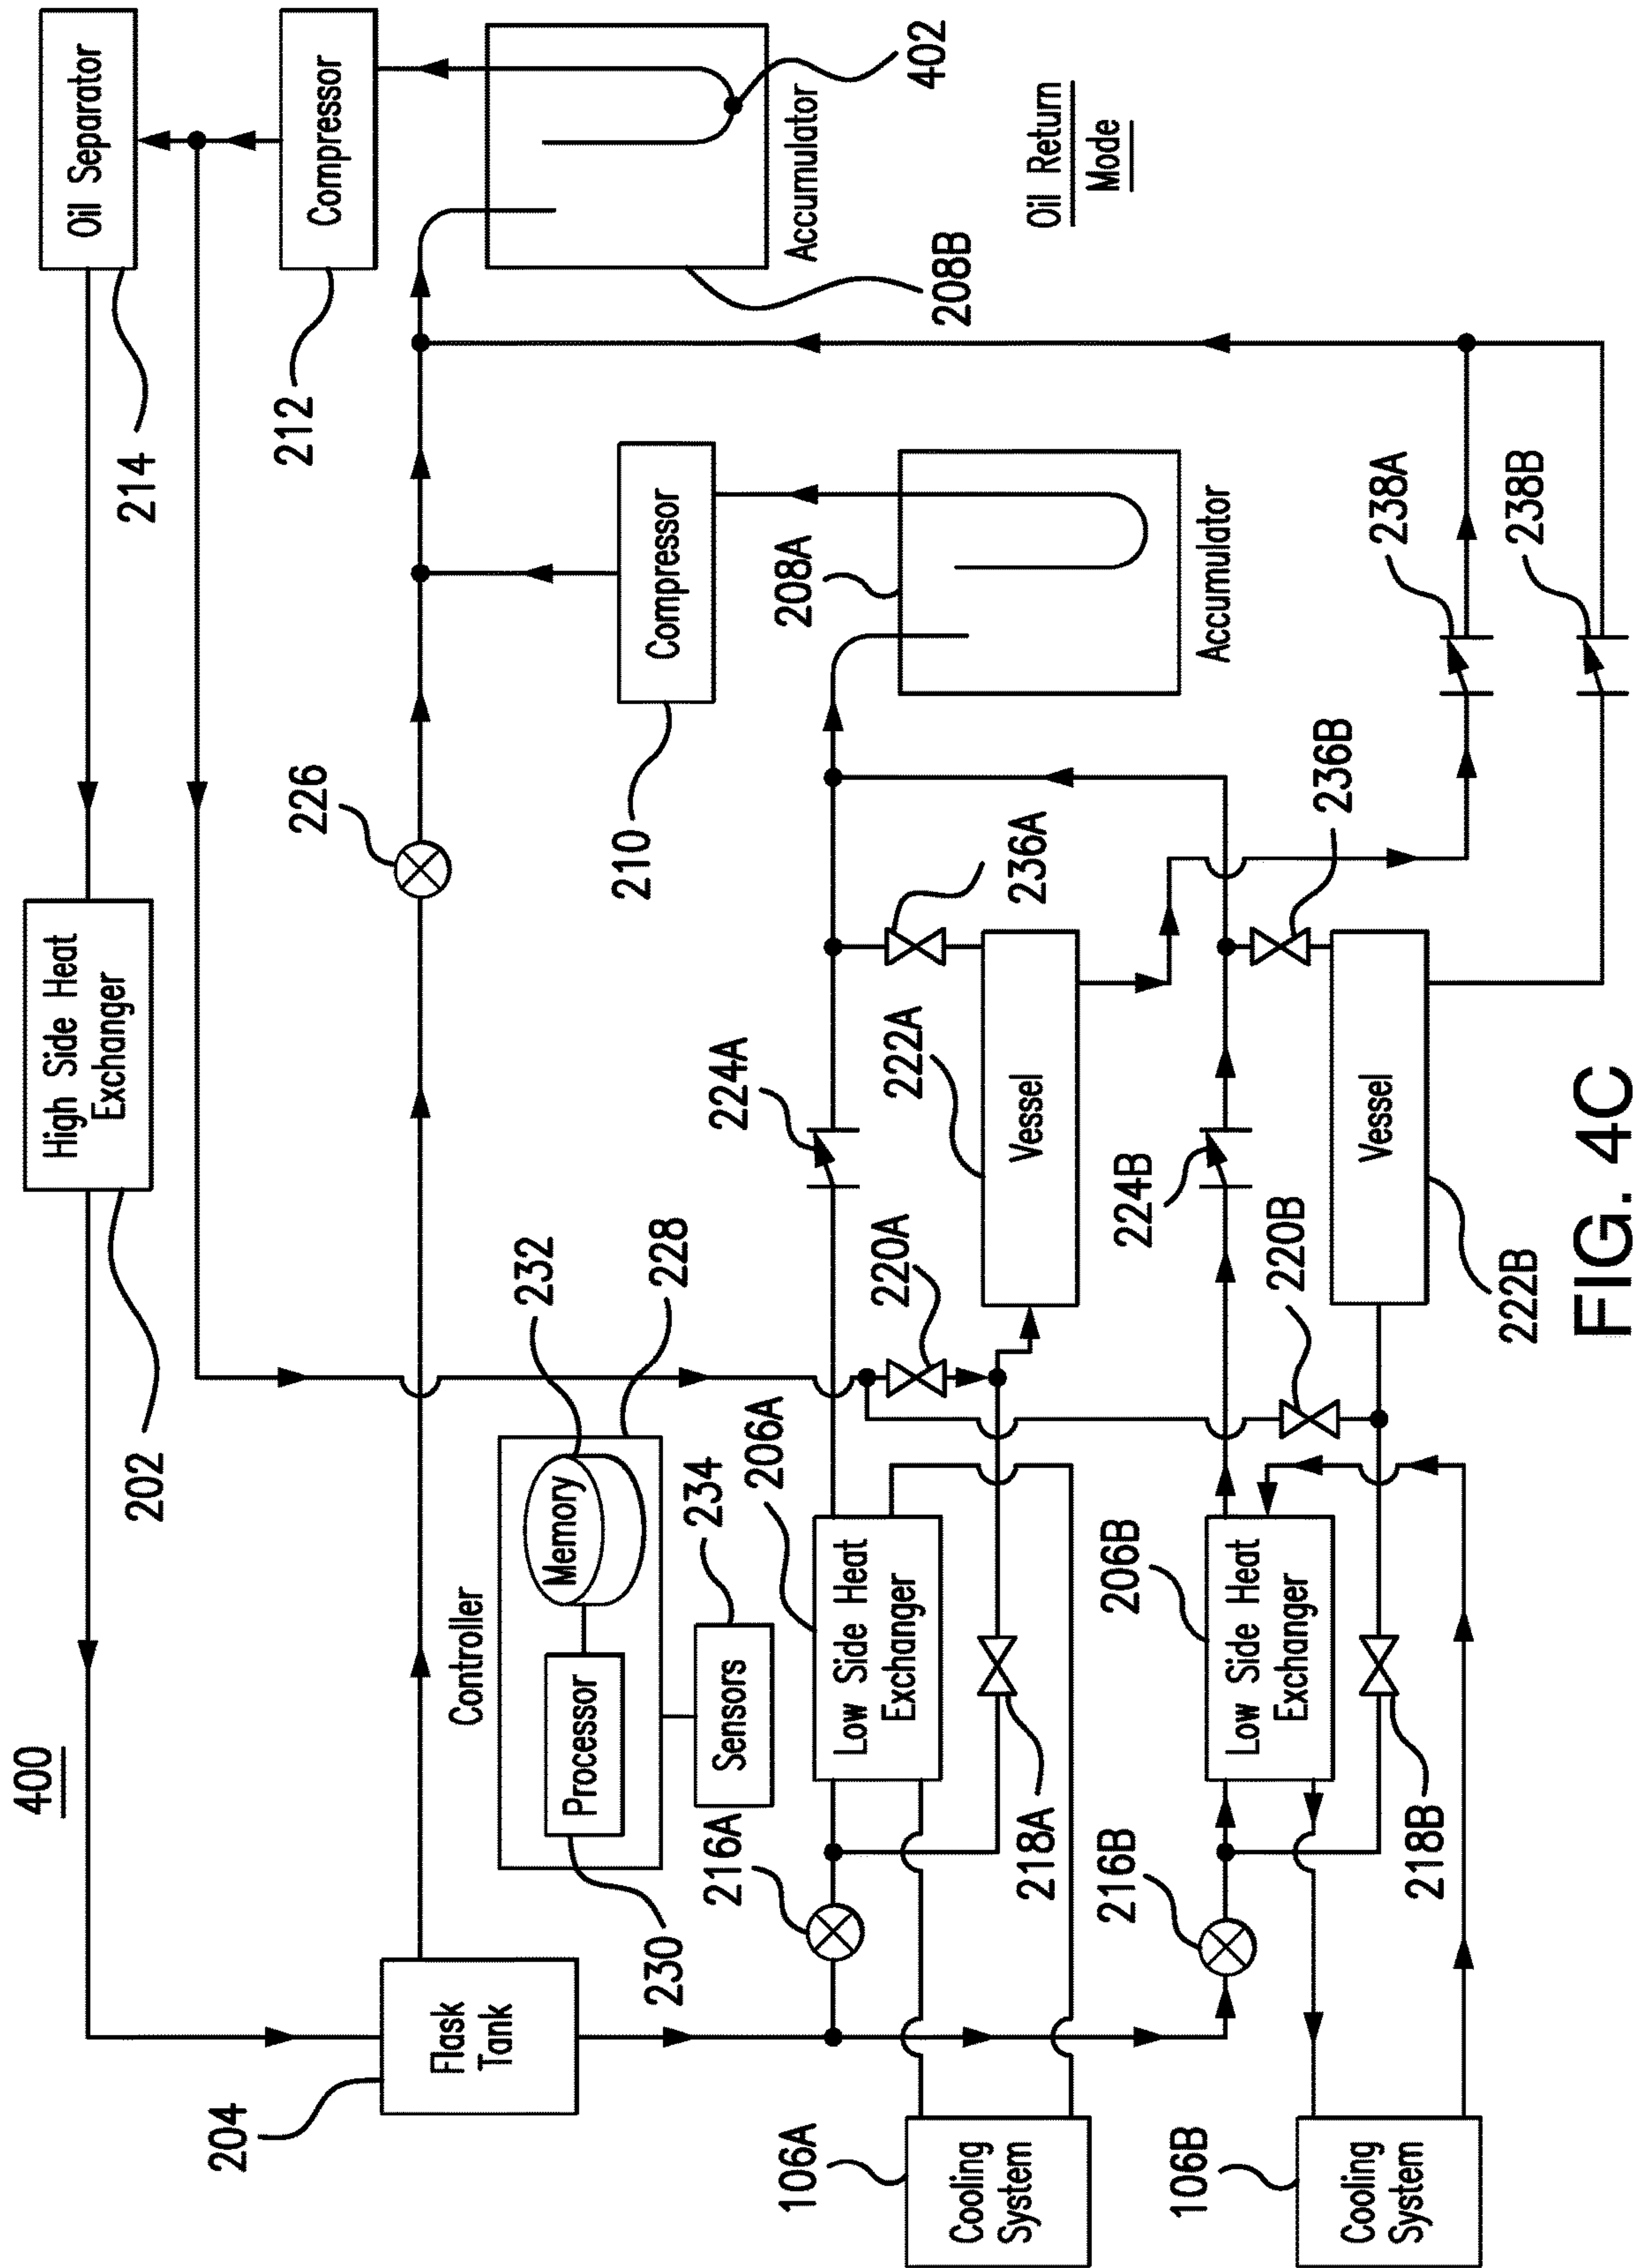 400
202
High Side Heat
Exchanger
214
Oil Separator
204
Flask
Tank
226
212
Compressor
Controller
232
Memory
228
Processor
230
234
Sensors
210
Compressor
402
Accumulator
208B
Oil Return
Mode
216A
206A
Low Side Heat
Exchanger
220A
224A
208A
Accumulator
106A
Cooling
System
218A
222A
Vessel
236A
216B
206B
Low Side Heat
Exchanger
220B
224B
236B
238A
238B
106B
Cooling
System
218B
222B
Vessel
FIG. 4C